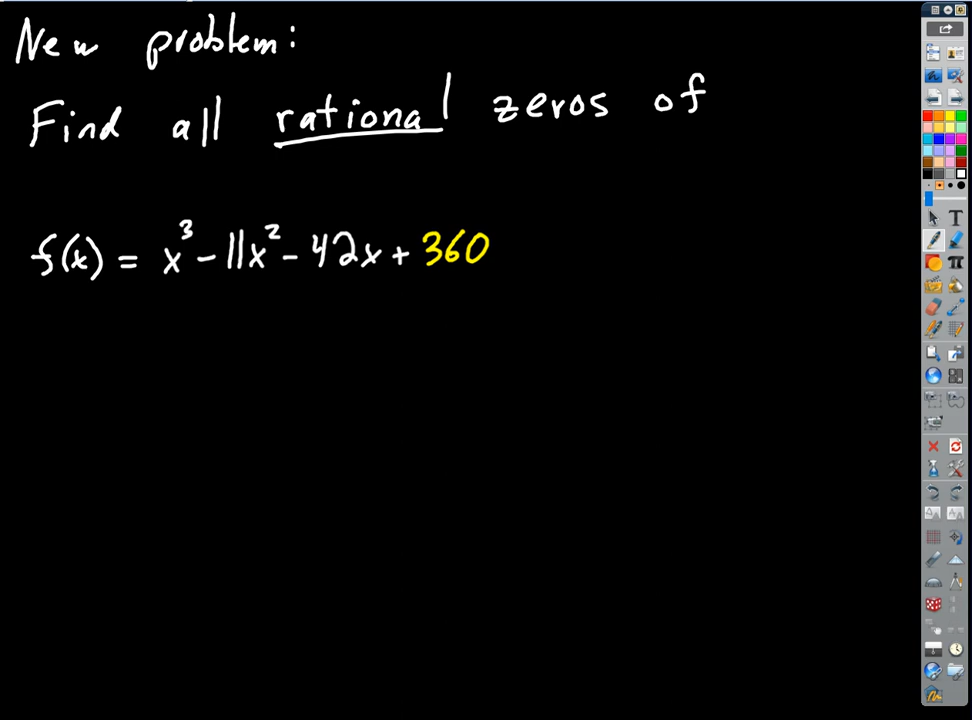 New problem:
Find all rational zeros of
f(x) = x³ - 11x² - 42x + 360